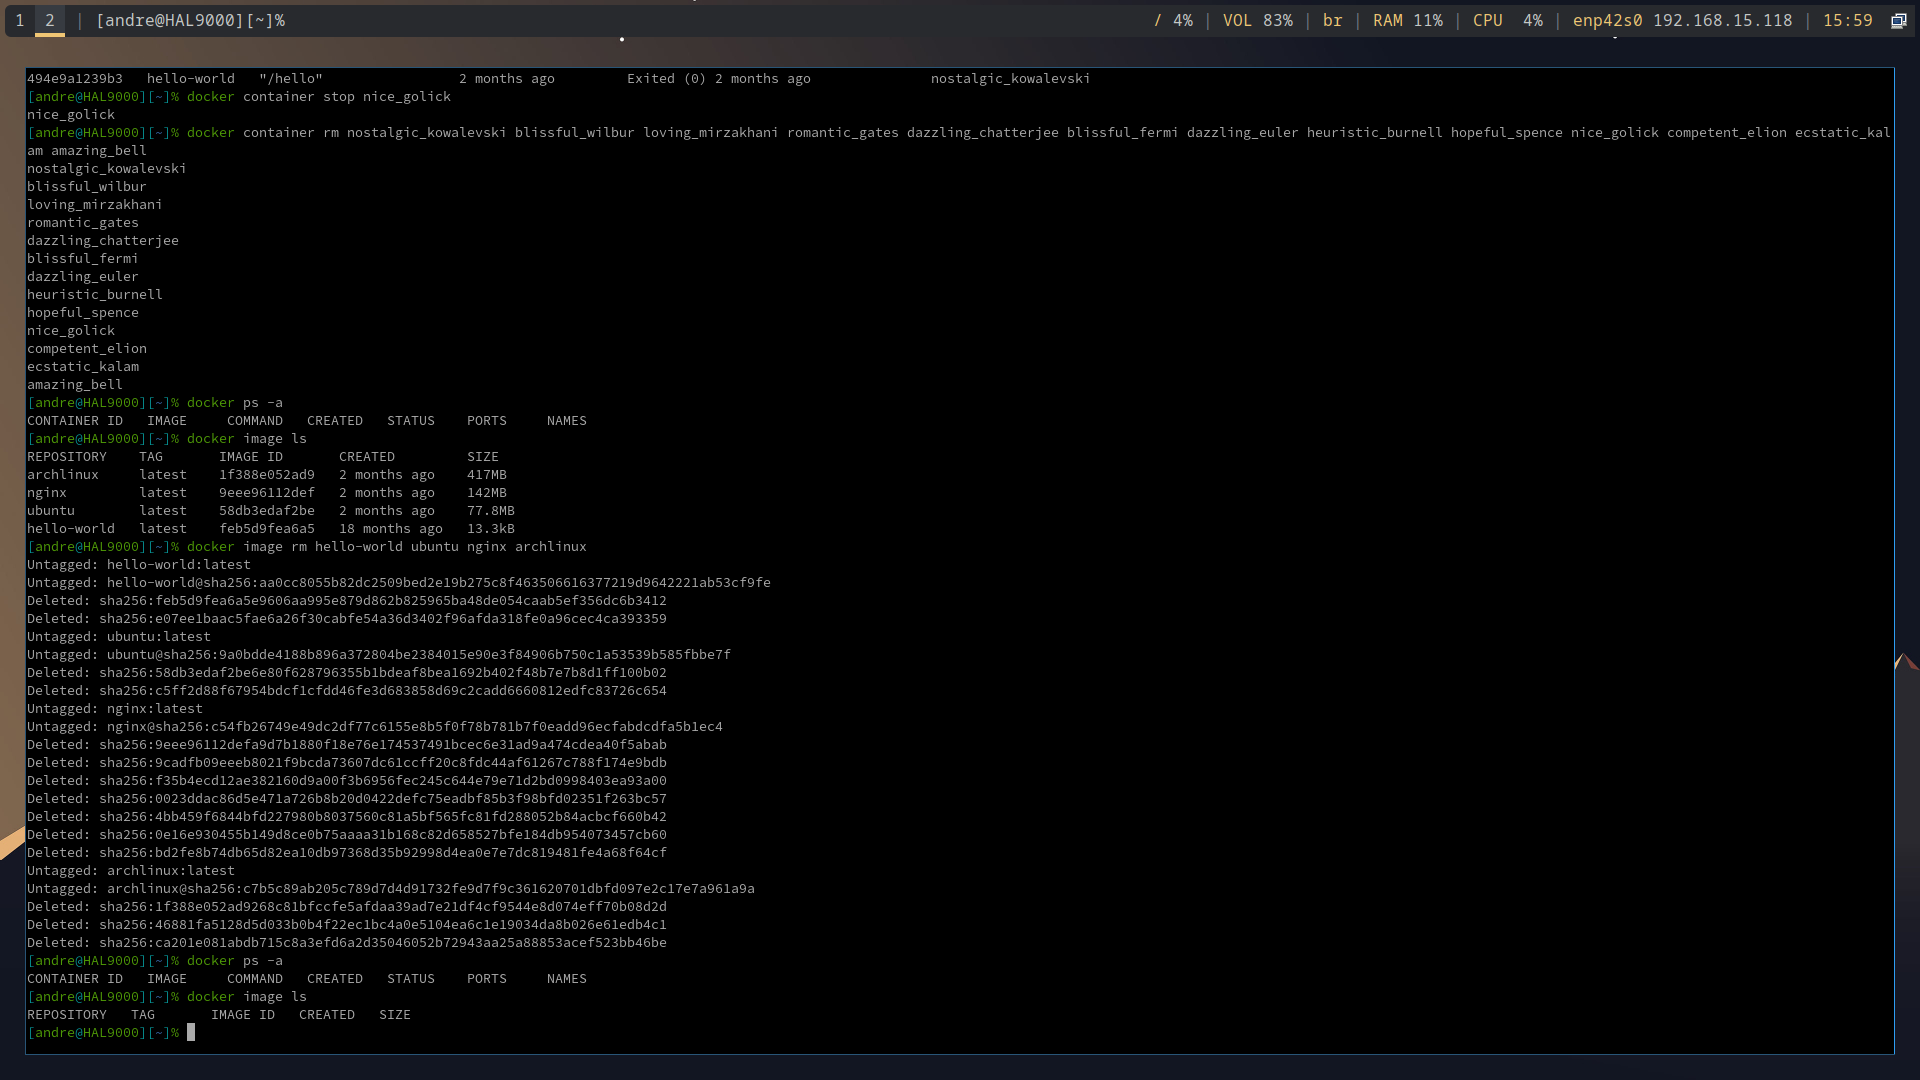 1 2 | [andre@HAL9000][~]% / 4% | VOL 83% | br | RAM 11% | CPU 4% | enp42s0 192.168.15.118 | 15:59
494e9a1239b3 hello-world "/hello" 2 months ago Exited (0) 2 months ago nostalgic_kowalevski
[andre@HAL9000][~]% docker container stop nice_golick
nice_golick
[andre@HAL9000][~]% docker container rm nostalgic_kowalevski blissful_wilbur loving_mirzakhani romantic_gates dazzling_chatterjee blissful_fermi dazzling_euler heuristic_burnell hopeful_spence nice_golick competent_elion ecstatic_kal
am amazing_bell
nostalgic_kowalevski
blissful_wilbur
loving_mirzakhani
romantic_gates
dazzling_chatterjee
blissful_fermi
dazzling_euler
heuristic_burnell
hopeful_spence
nice_golick
competent_elion
ecstatic_kalam
amazing_bell
[andre@HAL9000][~]% docker ps -a
CONTAINER ID IMAGE COMMAND CREATED STATUS PORTS NAMES
[andre@HAL9000][~]% docker image ls
REPOSITORY TAG IMAGE ID CREATED SIZE
archlinux latest 1f388e052ad9 2 months ago 417MB
nginx latest 9eee96112def 2 months ago 142MB
ubuntu latest 58db3edaf2be 2 months ago 77.8MB
hello-world latest feb5d9fea6a5 18 months ago 13.3kB
[andre@HAL9000][~]% docker image rm hello-world ubuntu nginx archlinux
Untagged: hello-world:latest
Untagged: hello-world@sha256:aa0cc8055b82dc2509bed2e19b275c8f463506616377219d9642221ab53cf9fe
Deleted: sha256:feb5d9fea6a5e9606aa995e879d862b825965ba48de054caab5ef356dc6b3412
Deleted: sha256:e07ee1baac5fae6a26f30cabfe54a36d3402f96afda318fe0a96cec4ca393359
Untagged: ubuntu:latest
Untagged: ubuntu@sha256:9a0bdde4188b896a372804be2384015e90e3f84906b750c1a53539b585fbbe7f
Deleted: sha256:58db3edaf2be6e80f628796355b1bdeaf8bea1692b402f48b7e7b8d1ff100b02
Deleted: sha256:c5ff2d88f67954bdcf1cfdd46fe3d683858d69c2cadd6660812edfc83726c654
Untagged: nginx:latest
Untagged: nginx@sha256:c54fb26749e49dc2df77c6155e8b5f0f78b781b7f0eadd96ecfabdcdfa5b1ec4
Deleted: sha256:9eee96112defa9d7b1880f18e76e174537491bcec6e31ad9a474cdea40f5abab
Deleted: sha256:9cadfb09eeeb8021f9bcda73607dc61ccff20c8fdc44af61267c788f174e9bdb
Deleted: sha256:f35b4ecd12ae382160d9a00f3b6956fec245c644e79e71d2bd0998403ea93a00
Deleted: sha256:0023ddac86d5e471a726b8b20d0422defc75eadbf85b3f98bfd02351f263bc57
Deleted: sha256:4bb459f6844bfd227980b8037560c81a5bf565fc81fd288052b84acbcf660b42
Deleted: sha256:0e16e930455b149d8ce0b75aaaa31b168c82d658527bfe184db954073457cb60
Deleted: sha256:bd2fe8b74db65d82ea10db97368d35b92998d4ea0e7e7dc819481fe4a68f64cf
Untagged: archlinux:latest
Untagged: archlinux@sha256:c7b5c89ab205c789d7d4d91732fe9d7f9c361620701dbfd097e2c17e7a961a9a
Deleted: sha256:1f388e052ad9268c81bfccfe5afdaa39ad7e21df4cf9544e8d074eff70b08d2d
Deleted: sha256:46881fa5128d5d033b0b4f22ec1bc4a0e5104ea6c1e19034da8b026e61edb4c1
Deleted: sha256:ca201e081abdb715c8a3efd6a2d35046052b72943aa25a88853acef523bb46be
[andre@HAL9000][~]% docker ps -a
CONTAINER ID IMAGE COMMAND CREATED STATUS PORTS NAMES
[andre@HAL9000][~]% docker image ls
REPOSITORY TAG IMAGE ID CREATED SIZE
[andre@HAL9000][~]%